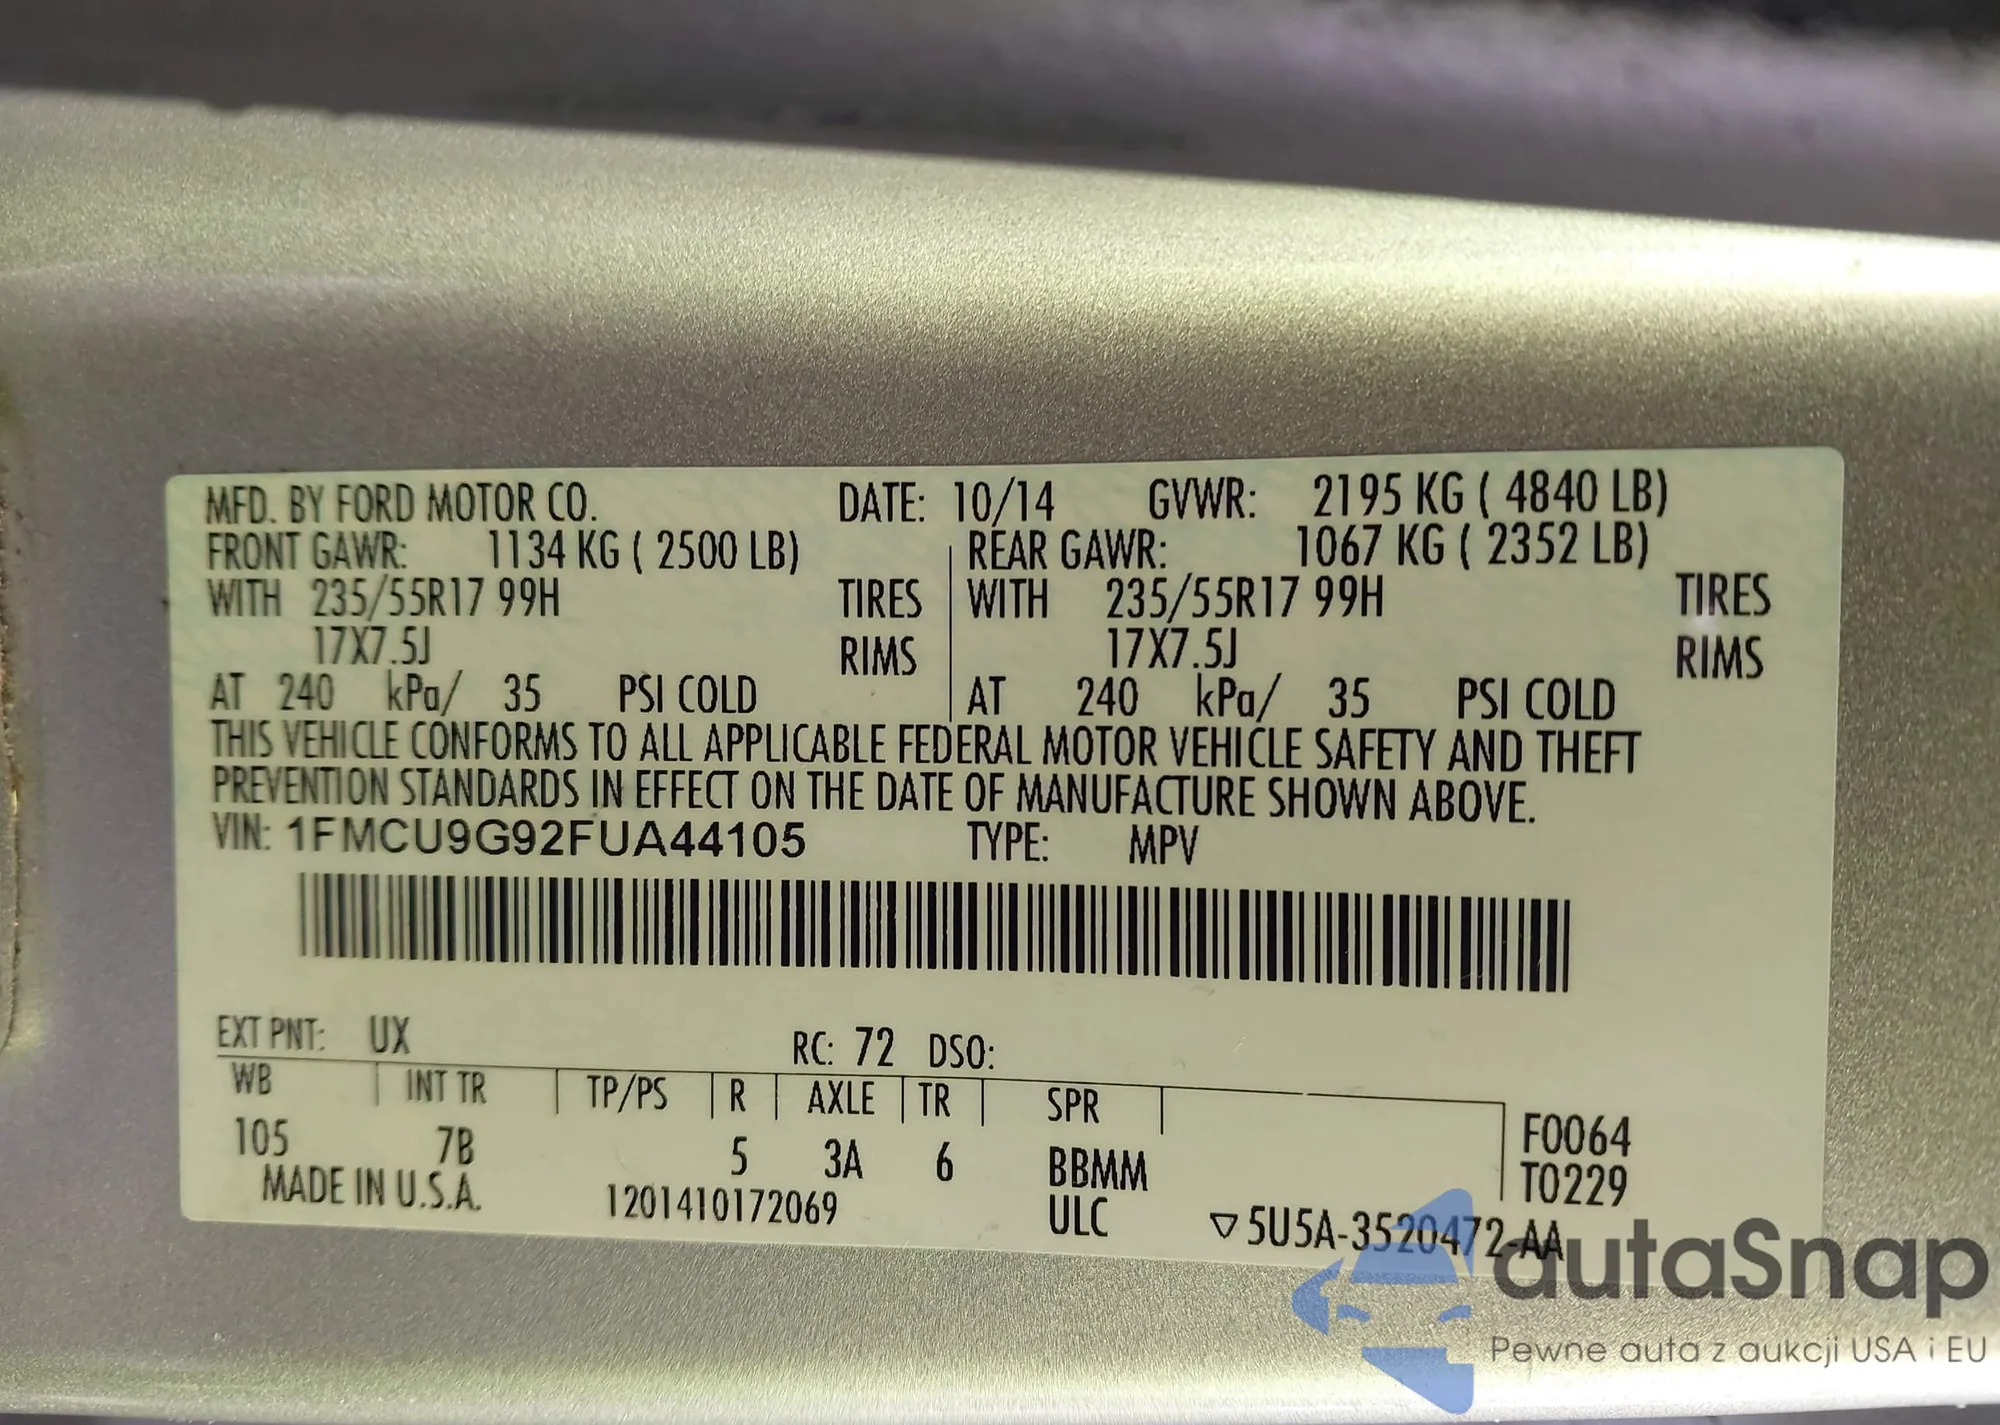 MFD. BY FORD MOTOR CO. DATE: 10/14 GVWR: 2195 KG ( 4840 LB)
FRONT GAWR: 1134 KG ( 2500 LB) REAR GAWR: 1067 KG ( 2352 LB)
WITH 235/55R17 99H TIRES WITH 235/55R17 99H TIRES
17X7.5J RIMS 17X7.5J RIMS
AT 240 kPa/ 35 PSI COLD AT 240 kPa/ 35 PSI COLD
THIS VEHICLE CONFORMS TO ALL APPLICABLE FEDERAL MOTOR VEHICLE SAFETY AND THEFT
PREVENTION STANDARDS IN EFFECT ON THE DATE OF MANUFACTURE SHOWN ABOVE.
VIN: 1FMCU9G92FUA44105 TYPE: MPV
EXT PNT: UX RC: 72 DSO:
WB INT TR TP/PS R AXLE TR SPR
105 7B 5 3A 6 BBMM F0064
T0229
MADE IN U.S.A. 1201410172069 ULC ▽5U5A-3520472-AA
autaSnap
Pewne auta z aukcji USA i EU